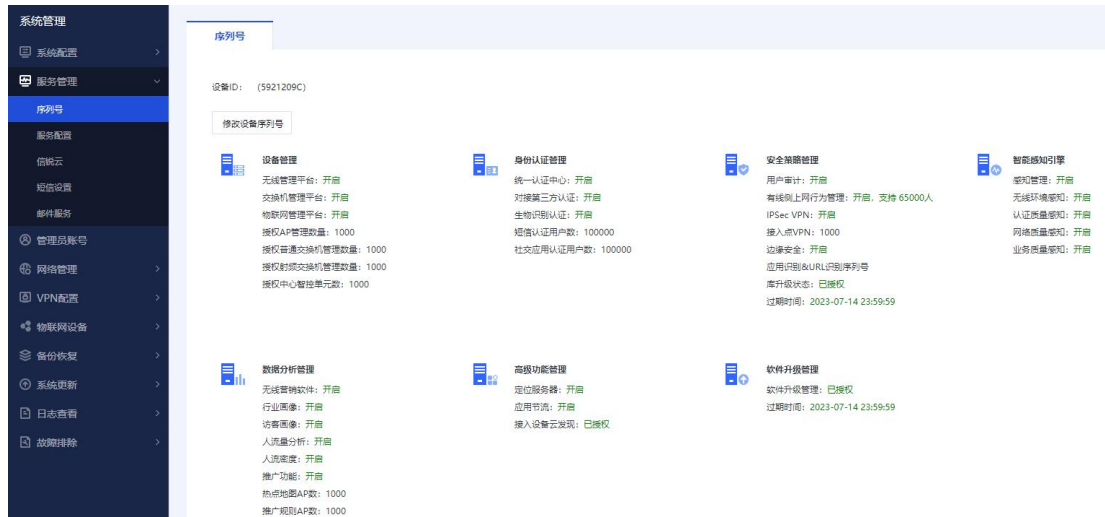 系统管理
系统配置
服务管理
序列号
服务配置
信锐云
短信设置
邮件服务
管理员账号
网络管理
VPN配置
物联网设备
备份恢复
系统更新
日志查看
故障排除
序列号
设备ID： (5921209C)
修改设备序列号
设备管理
无线管理平台：开启
交换机管理平台：开启
物联网管理平台：开启
授权AP管理数量：1000
授权普通交换机管理数量：1000
授权射频交换机管理数量：1000
授权中心智控单元数：1000
身份认证管理
统一认证中心：开启
对接第三方认证：开启
生物识别认证：开启
短信认证用户数：100000
社交应用认证用户数：100000
安全策略管理
用户审计：开启
有线侧上网行为管理：开启，支持 65000人
IPSec VPN：开启
接入点VPN：1000
边缘安全：开启
应用识别&URL识别序列号
库升级状态：已授权
过期时间：2023-07-14 23:59:59
智能感知引擎
感知管理：开启
无线环境感知：开启
认证质量感知：开启
网络质量感知：开启
业务质量感知：开启
数据分析管理
无线营销软件：开启
行业画像：开启
访客画像：开启
人流量分析：开启
人流密度：开启
推广功能：开启
热点地图AP数：1000
推广规则AP数：1000
高级功能管理
定位服务器：开启
应用节流：开启
接入设备云发现：已授权
软件升级管理
软件升级管理：已授权
过期时间：2023-07-14 23:59:59